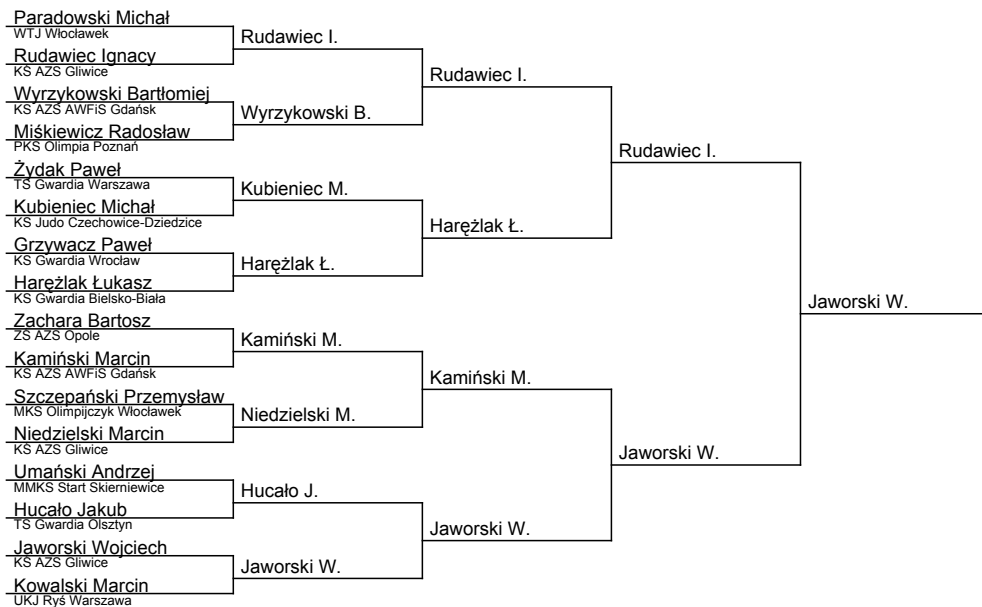 Paradowski Michał
WTJ Włocławek
Rudawiec Ignacy
KS AZS Gliwice
Wyrzykowski Bartłomiej
KS AZS AWFiS Gdańsk
Miśkiewicz Radosław
PKS Olimpia Poznań
Żydak Paweł
TS Gwardia Warszawa
Kubieniec Michał
KS Judo Czechowice-Dziedzice
Grzywacz Paweł
KS Gwardia Wrocław
Harężlak Łukasz
KS Gwardia Bielsko-Biała
Zachara Bartosz
ZS AZS Opole
Kamiński Marcin
KS AZS AWFiS Gdańsk
Szczepański Przemysław
MKS Olimpijczyk Włocławek
Niedzielski Marcin
KS AZS Gliwice
Umański Andrzej
MMKS Start Skierniewice
Hucało Jakub
TS Gwardia Olsztyn
Jaworski Wojciech
KS AZS Gliwice
Kowalski Marcin
UKJ Ryś Warszawa
Rudawiec I.
Wyrzykowski B.
Kubieniec M.
Harężlak Ł.
Kamiński M.
Niedzielski M.
Hucało J.
Jaworski W.
Rudawiec I.
Harężlak Ł.
Kamiński M.
Jaworski W.
Rudawiec I.
Jaworski W.
Jaworski W.